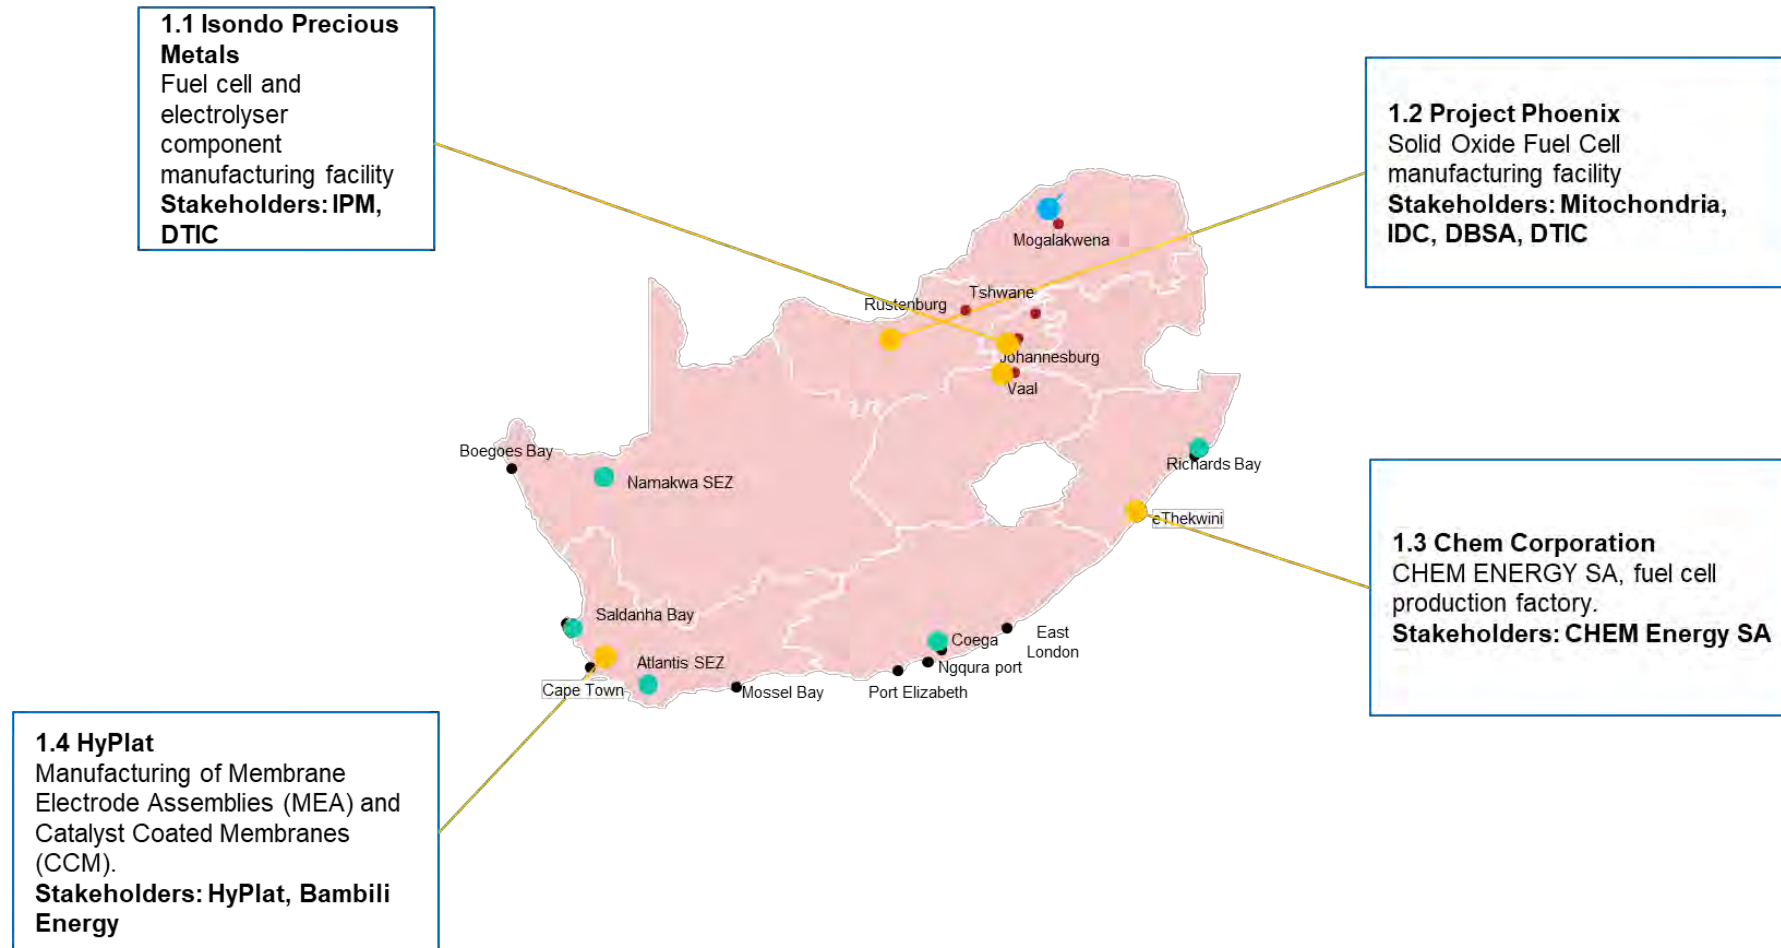 1.1 Isondo Precious
Metals
Fuel cell and
electrolyser
component
manufacturing facility
Stakeholders: IPM,
DTIC
1.2 Project Phoenix
Solid Oxide Fuel Cell
manufacturing facility
Stakeholders: Mitochondria,
IDC, DBSA, DTIC
Mogalakwena
Tshwane
Rustenburg
Johannesburg
Vaal
Boegoes Bay
Namakwa SEZ
Richards Bay
eThekwini
1.3 Chem Corporation
CHEM ENERGY SA, fuel cell
production factory.
Stakeholders: CHEM Energy SA
Saldanha Bay
Atlantis SEZ
Cape Town
Mossel Bay
Coega
Ngqura port
Port Elizabeth
East
London
1.4 HyPlat
Manufacturing of Membrane
Electrode Assemblies (MEA) and
Catalyst Coated Membranes
(CCM).
Stakeholders: HyPlat, Bambili
Energy